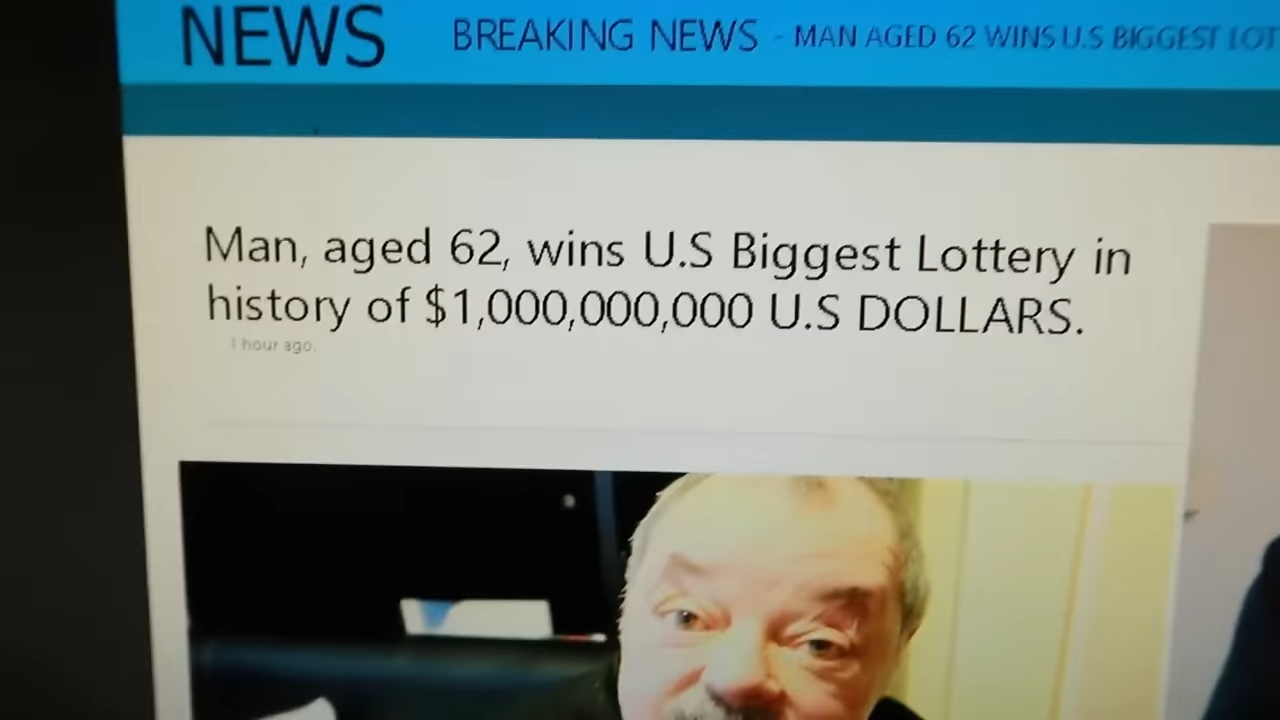 NEWS
BREAKING NEWS - MAN AGED 62 WINS U.S BIGGEST LOT
Man, aged 62, wins U.S Biggest Lottery in
history of $1,000,000,000 U.S DOLLARS.
1 hour ago.